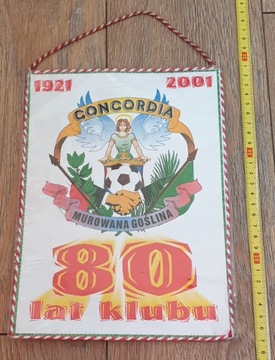 1921 2001
CONCORDIA
MUROWANA GOŚLINA
80
lat klubu